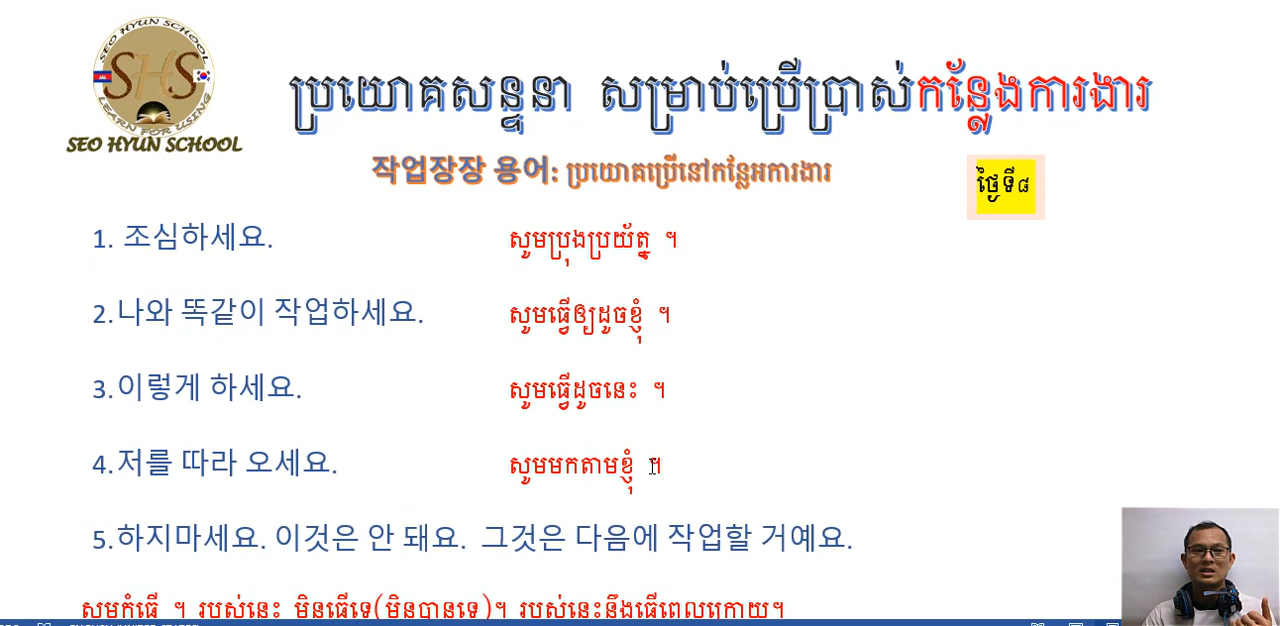 SEO HYUN SCHOOL
SHS
LEARN FOR USING
SEO HYUN SCHOOL
ប្រយោគសន្ទនា សម្រាប់ប្រើប្រាស់កន្លែងការងារ
작업장장 용어: ប្រយោគប្រើនៅកន្លែអការងារ
ថ្ងៃទី៨
1. 조심하세요. សូមប្រុងប្រយ័ត្ន ។
2.나와 똑같이 작업하세요. សូមធ្វើឲ្យដូចខ្ញុំ ។
3.이렇게 하세요. សូមធ្វើដូចនេះ ។
4.저를 따라 오세요. សូមមកតាមខ្ញុំ ។
5.하지마세요. 이것은 안 돼요. 그것은 다음에 작업할 거예요.
សូមកុំធ្វើ ។ របស់នេះ មិនធ្វើទេ(មិនបានទេ)។ របស់នេះនឹងធ្វើពេលក្រោយ។